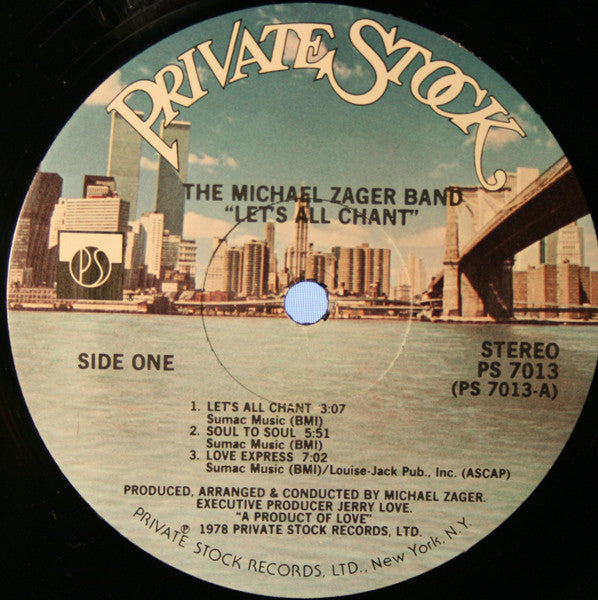 PRIVATE STOCK
THE MICHAEL ZAGER BAND
"LET'S ALL CHANT"
PS
SIDE ONE
STEREO
PS 7013
(PS 7013-A)
1. LET'S ALL CHANT 3:07
Sumac Music (BMI)
2. SOUL TO SOUL 5:51
Sumac Music (BMI)
3. LOVE EXPRESS 7:02
Sumac Music (BMI)/Louise-Jack Pub., Inc. (ASCAP)
PRODUCED, ARRANGED & CONDUCTED BY MICHAEL ZAGER.
EXECUTIVE PRODUCER JERRY LOVE.
"A PRODUCT OF LOVE"
℗ 1978 PRIVATE STOCK RECORDS, LTD.
PRIVATE STOCK RECORDS, LTD., New York, N.Y.